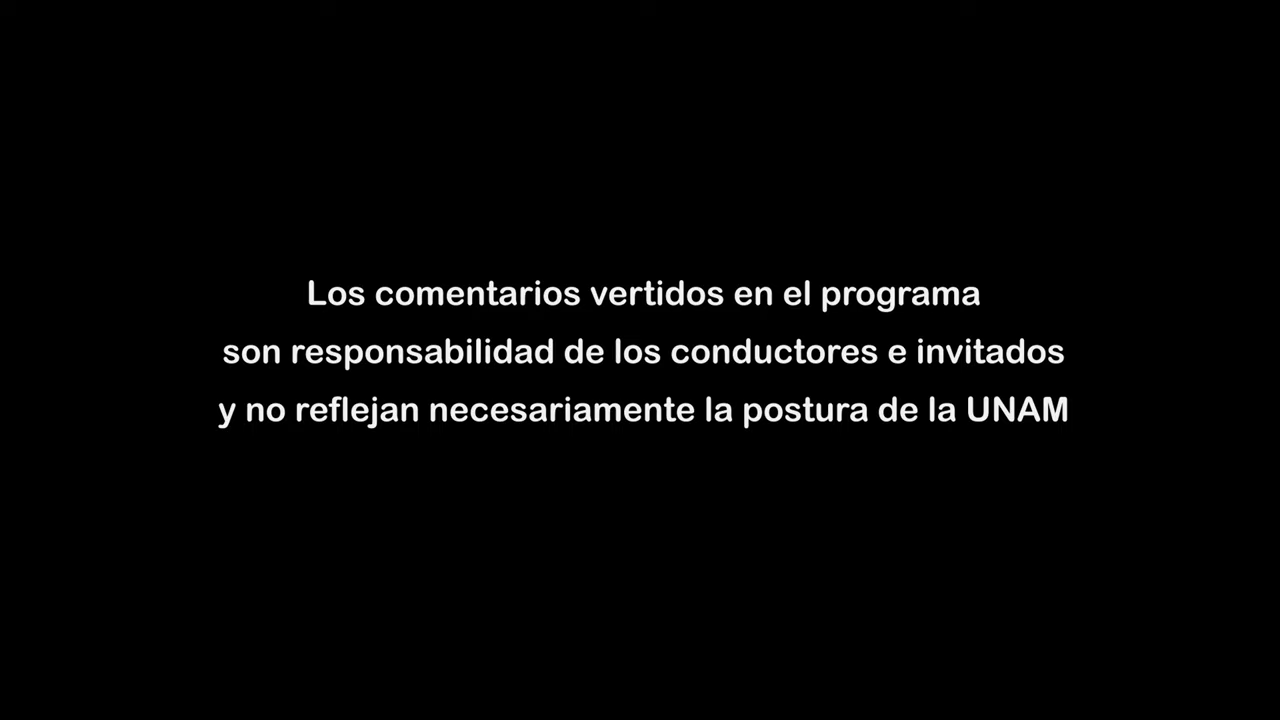 Los comentarios vertidos en el programa
son responsabilidad de los conductores e invitados
y no reflejan necesariamente la postura de la UNAM